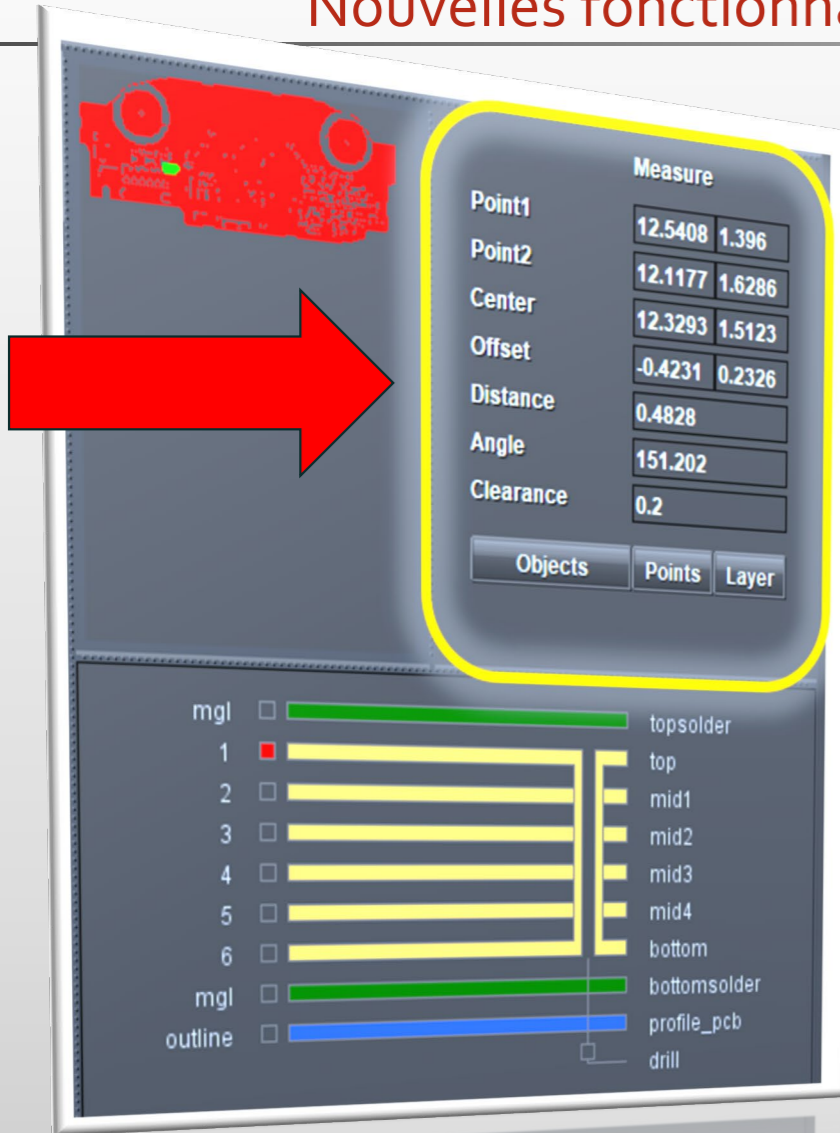 Nouvelles fonctionna
Measure
Point1 12.5408 1.396
Point2 12.1177 1.6286
Center 12.3293 1.5123
Offset -0.4231 0.2326
Distance 0.4828
Angle 151.202
Clearance 0.2
Objects Points Layer
mgl topsolder
1 top
2 mid1
3 mid2
4 mid3
5 mid4
6 bottom
mgl bottomsolder
outline profile_pcb
drill